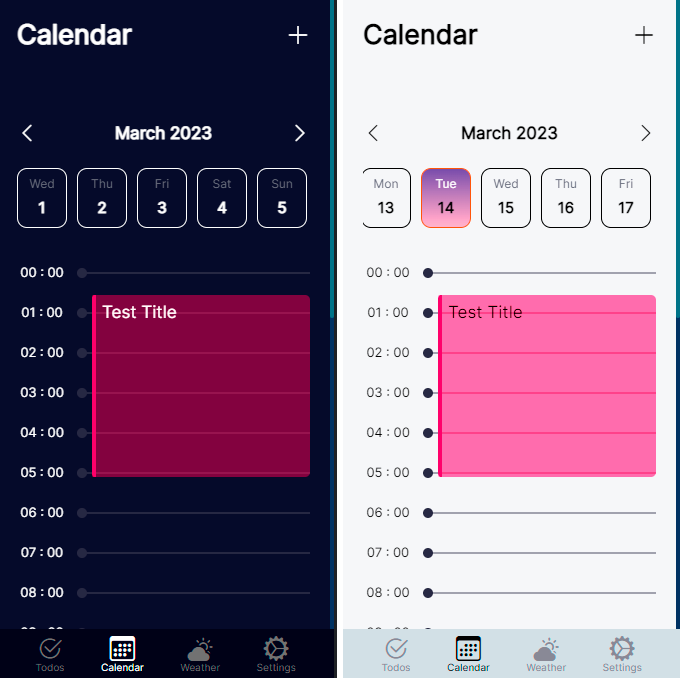 Calendar
March 2023
Wed Thu Fri Sat Sun
1 2 3 4 5
00 : 00
01 : 00 Test Title
02 : 00
03 : 00
04 : 00
05 : 00
06 : 00
07 : 00
08 : 00
Todos Calendar Weather Settings
Calendar
March 2023
Mon Tue Wed Thu Fri
13 14 15 16 17
00 : 00
01 : 00 Test Title
02 : 00
03 : 00
04 : 00
05 : 00
06 : 00
07 : 00
08 : 00
Todos Calendar Weather Settings